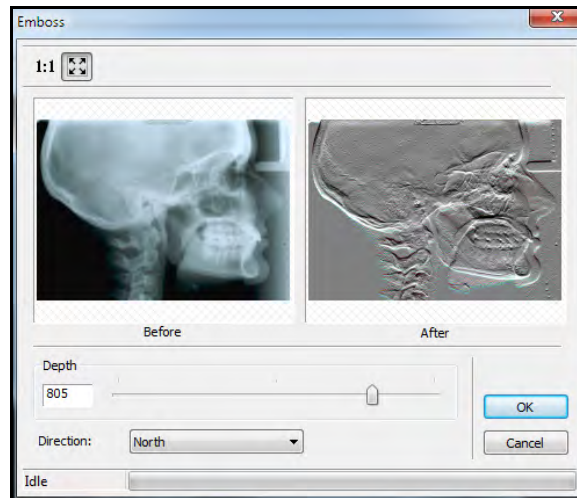 Emboss
1:1
Before
After
Depth
805
OK
Direction:
North
Cancel
Idle